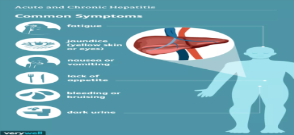 Acute and Chronic Hepatitis
Common Symptoms
fatigue
jaundice
(yellow skin
or eyes)
nausea or
vomiting
lack of
appetite
bleeding or
bruising
dark urine
verywell